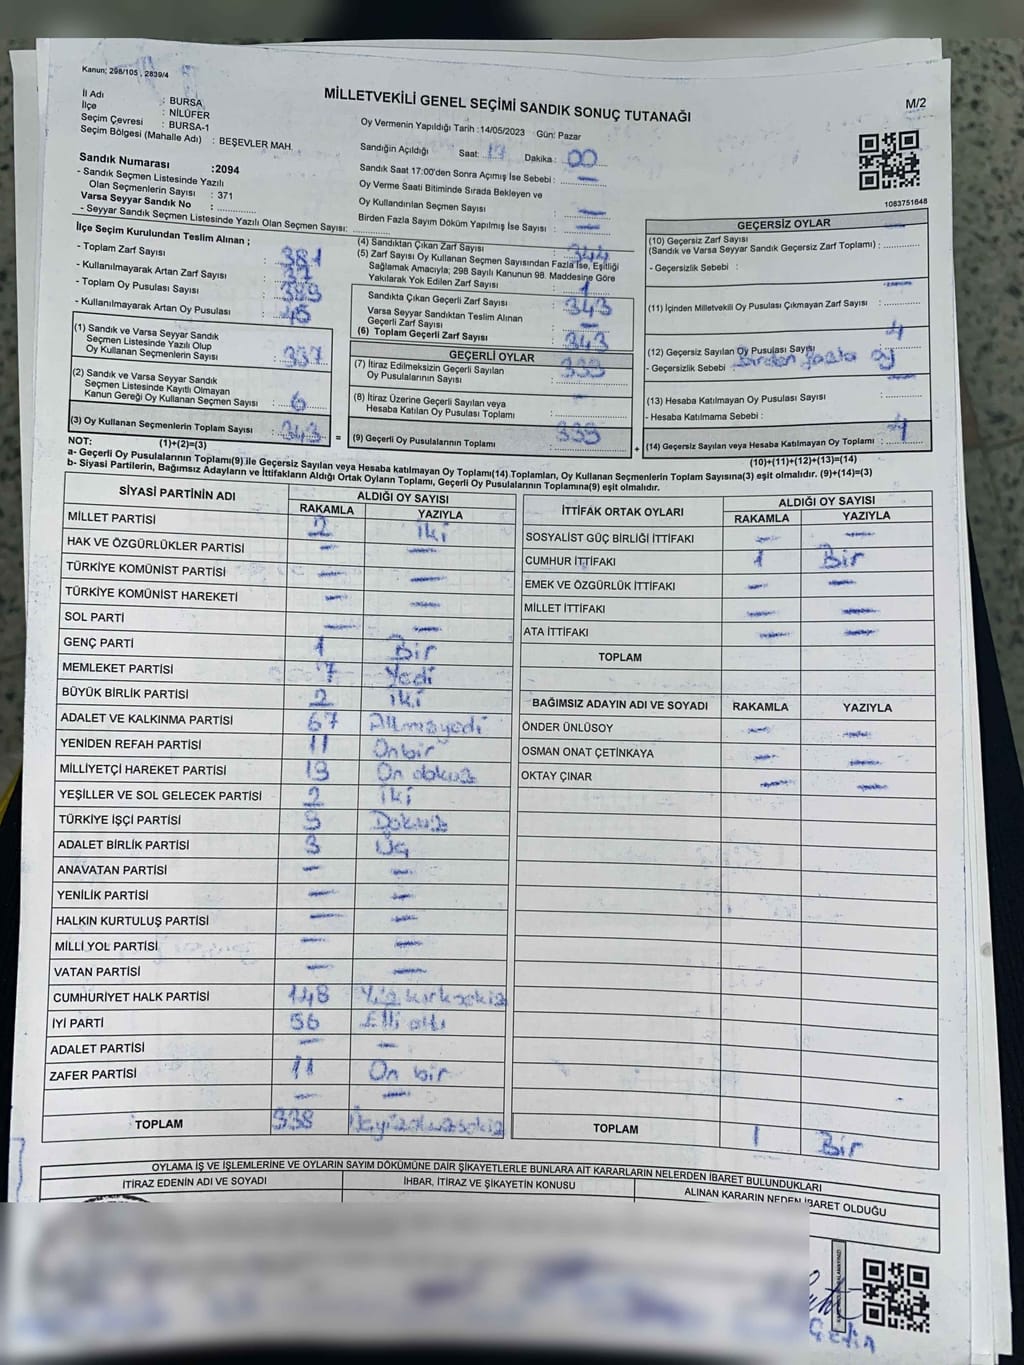 Kanun; 298/105 , 2839/4
MİLLETVEKİLİ GENEL SEÇİMİ SANDIK SONUÇ TUTANAĞI
M/2
İl Adı : BURSA
İlçe : NİLÜFER
Seçim Çevresi : BURSA-1
Seçim Bölgesi (Mahalle Adı) : BEŞEVLER MAH.
Sandık Numarası :2094
- Sandık Seçmen Listesinde Yazılı
Olan Seçmenlerin Sayısı : 371
Varsa Seyyar Sandık No :
- Seyyar Sandık Seçmen Listesinde Yazılı Olan Seçmen Sayısı:
Oy Vermenin Yapıldığı Tarih :14/05/2023 Gün: Pazar
Sandığın Açıldığı Saat: 17 Dakika : 00
Sandık Saat 17:00'den Sonra Açımış İse Sebebi : —
Oy Verme Saati Bitiminde Sırada Bekleyen ve
Oy Kullandırılan Seçmen Sayısı : —
Birden Fazla Sayım Döküm Yapılmış İse Sayısı : —
1083751648
İlçe Seçim Kurulundan Teslim Alınan ;
- Toplam Zarf Sayısı : 381
- Kullanılmayarak Artan Zarf Sayısı : 37
- Toplam Oy Pusulası Sayısı : 389
- Kullanılmayarak Artan Oy Pusulası : 45
(1) Sandık ve Varsa Seyyar Sandık
Seçmen Listesinde Yazılı Olup
Oy Kullanan Seçmenlerin Sayısı : 337
(2) Sandık ve Varsa Seyyar Sandık
Seçmen Listesinde Kayıtlı Olmayan
Kanun Gereği Oy Kullanan Seçmen Sayısı : 6
(3) Oy Kullanan Seçmenlerin Toplam Sayısı : 343
(4) Sandıktan Çıkan Zarf Sayısı : 344
(5) Zarf Sayısı Oy Kullanan Seçmen Sayısından Fazla İse, Eşitliği
Sağlamak Amacıyla; 298 Sayılı Kanunun 98. Maddesine Göre
Yakılarak Yok Edilen Zarf Sayısı : 1
Sandıkta Çıkan Geçerli Zarf Sayısı : 343
Varsa Seyyar Sandıktan Teslim Alınan
Geçerli Zarf Sayısı : —
(6) Toplam Geçerli Zarf Sayısı : 343
GEÇERLİ OYLAR
(7) İtiraz Edilmeksizin Geçerli Sayılan
Oy Pusulalarının Sayısı : 339
(8) İtiraz Üzerine Geçerli Sayılan veya
Hesaba Katılan Oy Pusulası Toplamı : -
= (9) Geçerli Oy Pusulalarının Toplamı : 339
GEÇERSİZ OYLAR
(10) Geçersiz Zarf Sayısı
(Sandık ve Varsa Seyyar Sandık Geçersiz Zarf Toplamı) :
- Geçersizlik Sebebi :
(11) İçinden Milletvekili Oy Pusulası Çıkmayan Zarf Sayısı : —
(12) Geçersiz Sayılan Oy Pusulası Sayısı : 4
- Geçersizlik Sebebi : Birden fazla oy
(13) Hesaba Katılmayan Oy Pusulası Sayısı : —
- Hesaba Katılmama Sebebi :
+ (14) Geçersiz Sayılan veya Hesaba Katılmayan Oy Toplamı : 4
NOT: (1)+(2)=(3)
(10)+(11)+(12)+(13)=(14)
a- Geçerli Oy Pusulalarının Toplamı(9) ile Geçersiz Sayılan veya Hesaba katılmayan Oy Toplamı(14) Toplamları, Oy Kullanan Seçmenlerin Toplam Sayısına(3) eşit olmalıdır. (9)+(14)=(3)
b- Siyasi Partilerin, Bağımsız Adayların ve İttifakların Aldığı Ortak Oyların Toplamı, Geçerli Oy Pusulalarının Toplamına(9) eşit olmalıdır.
SİYASİ PARTİNİN ADI ALDIĞI OY SAYISI
RAKAMLA YAZIYLA
MİLLET PARTİSİ 2 iki
HAK VE ÖZGÜRLÜKLER PARTİSİ — —
TÜRKİYE KOMÜNİST PARTİSİ — —
TÜRKİYE KOMÜNİST HAREKETİ — —
SOL PARTİ — —
GENÇ PARTİ 1 Bir
MEMLEKET PARTİSİ 7 Yedi
BÜYÜK BİRLİK PARTİSİ 2 iki
ADALET VE KALKINMA PARTİSİ 67 Altmışyedi
YENİDEN REFAH PARTİSİ 11 Onbir
MİLLİYETÇİ HAREKET PARTİSİ 19 On dokuz
YEŞİLLER VE SOL GELECEK PARTİSİ 2 iki
TÜRKİYE İŞÇİ PARTİSİ 9 Dokuz
ADALET BİRLİK PARTİSİ 3 Üç
ANAVATAN PARTİSİ — —
YENİLİK PARTİSİ — —
HALKIN KURTULUŞ PARTİSİ — —
MİLLİ YOL PARTİSİ — —
VATAN PARTİSİ — —
CUMHURİYET HALK PARTİSİ 148 Yüz kırk sekiz
İYİ PARTİ 56 Elli altı
ADALET PARTİSİ — —
ZAFER PARTİSİ 11 On bir
— —
TOPLAM 338 Üçyüzotuzsekiz
İTTİFAK ORTAK OYLARI ALDIĞI OY SAYISI
RAKAMLA YAZIYLA
SOSYALİST GÜÇ BİRLİĞİ İTTİFAKI — —
CUMHUR İTTİFAKI 1 Bir
EMEK VE ÖZGÜRLÜK İTTİFAKI — —
MİLLET İTTİFAKI — —
ATA İTTİFAKI — —
TOPLAM
BAĞIMSIZ ADAYIN ADI VE SOYADI RAKAMLA YAZIYLA
ÖNDER ÜNLÜSOY — —
OSMAN ONAT ÇETİNKAYA — —
OKTAY ÇINAR — —
TOPLAM 1 Bir
OYLAMA İŞ VE İŞLEMLERİNE VE OYLARIN SAYIM DÖKÜMÜNE DAİR ŞİKAYETLERLE BUNLARA AİT KARARLARIN NELERDEN İBARET BULUNDUKLARI
İTİRAZ EDENİN ADI VE SOYADI İHBAR, İTİRAZ VE ŞİKAYETİN KONUSU ALINAN KARARIN NEDEN İBARET OLDUĞU